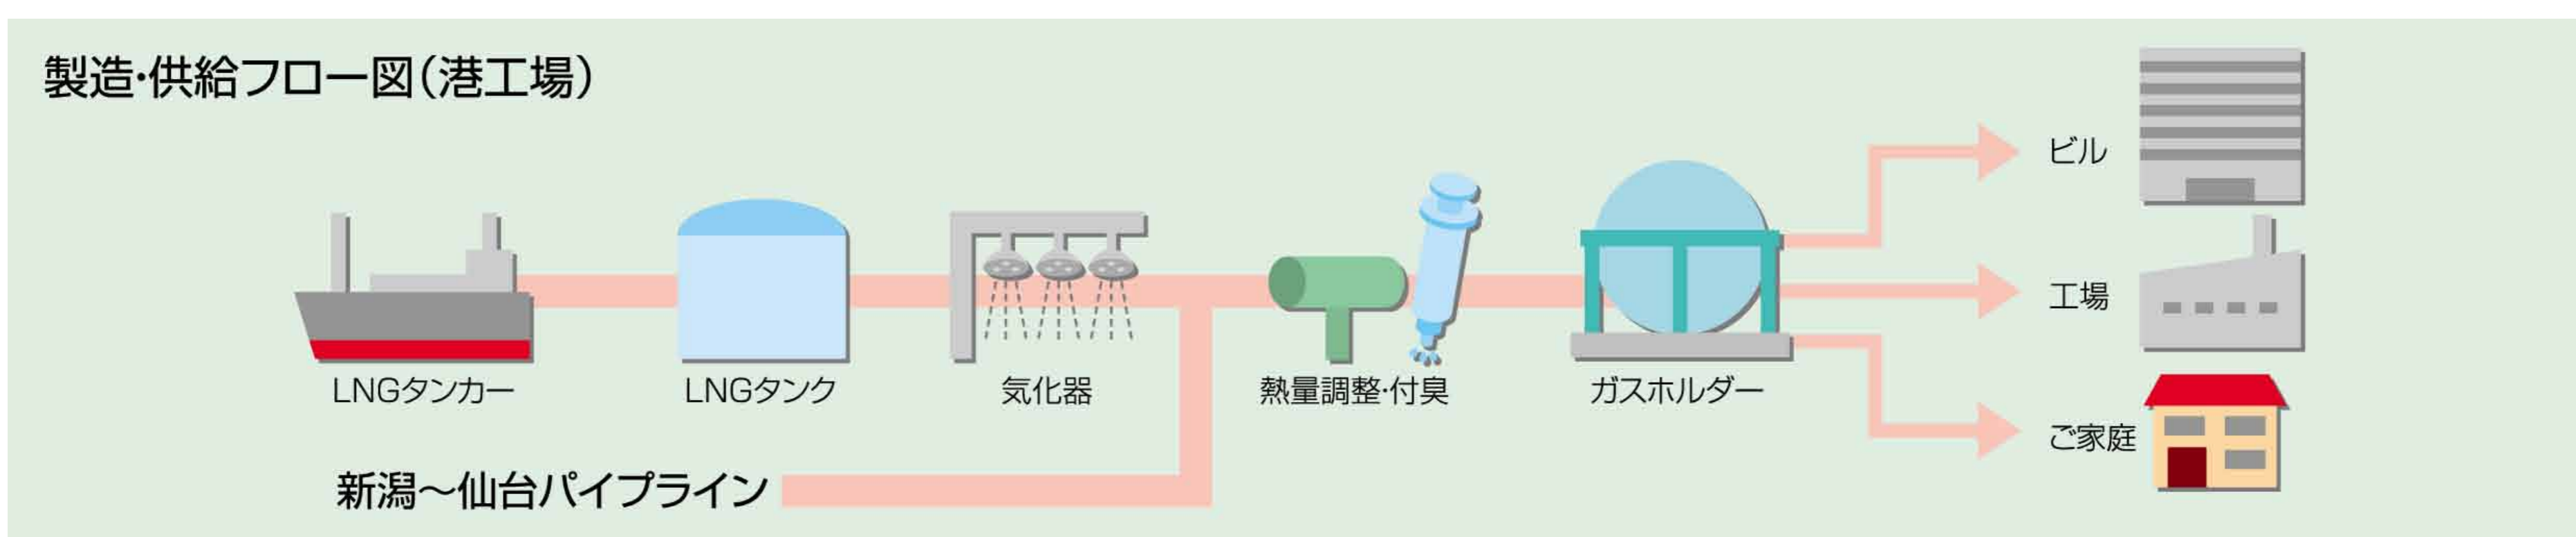 製造・供給フロー図(港工場)
LNGタンカー
LNGタンク
気化器
熱量調整・付臭
ガスホルダー
ビル
工場
ご家庭
新潟〜仙台パイプライン